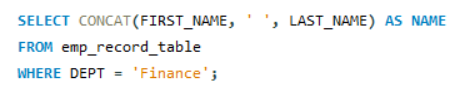 SELECT CONCAT(FIRST_NAME, ' ', LAST_NAME) AS NAME
FROM emp_record_table
WHERE DEPT = 'Finance';